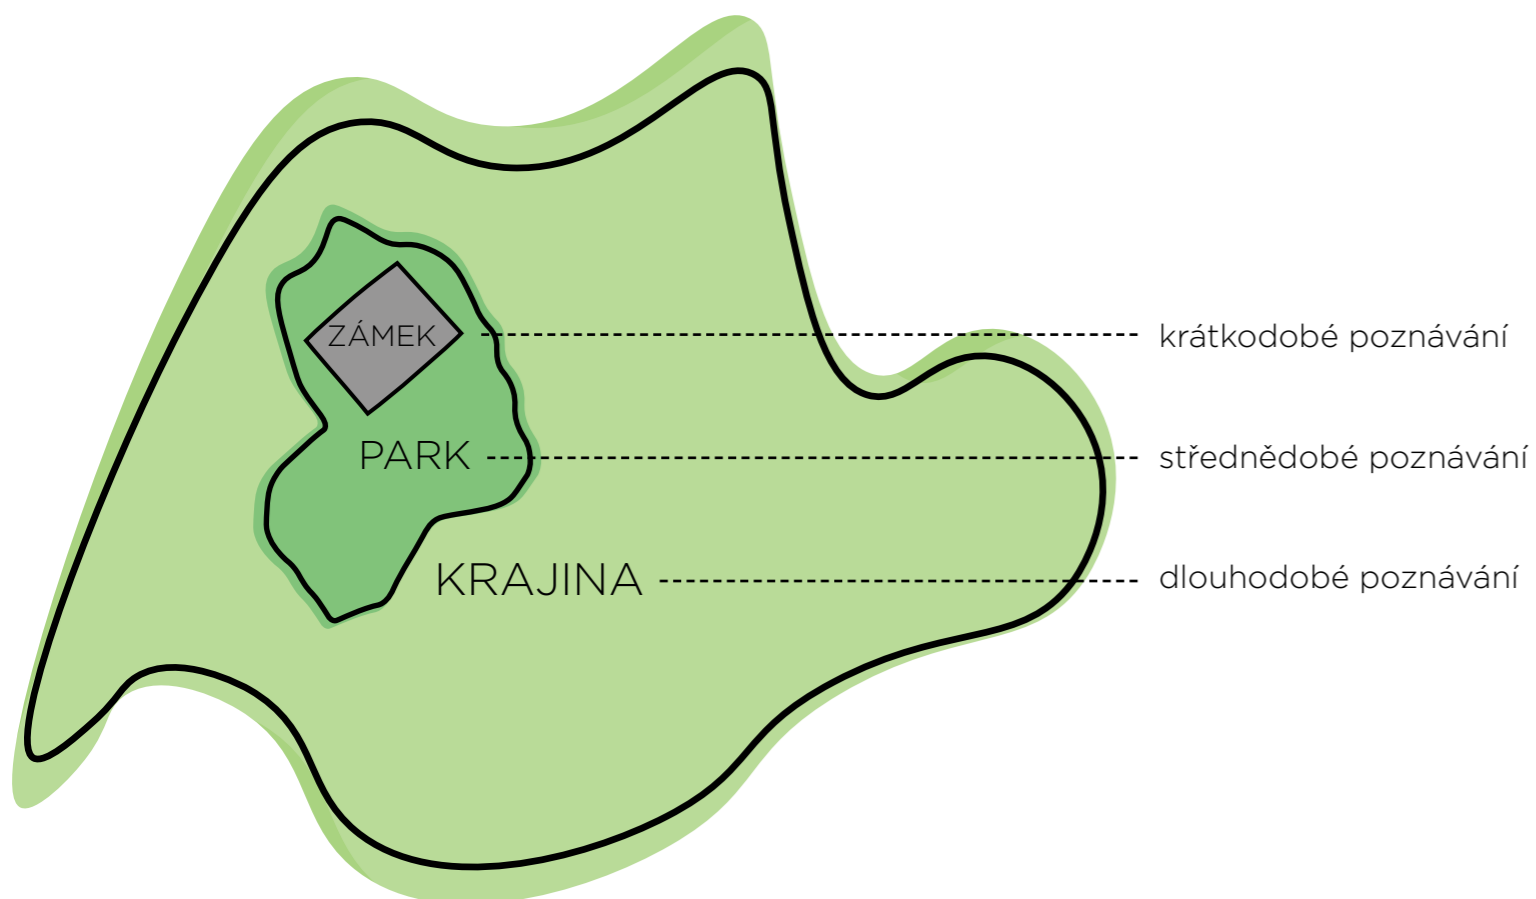 ZÁMEK
krátkodobé poznávání
PARK
střednědobé poznávání
KRAJINA
dlouhodobé poznávání